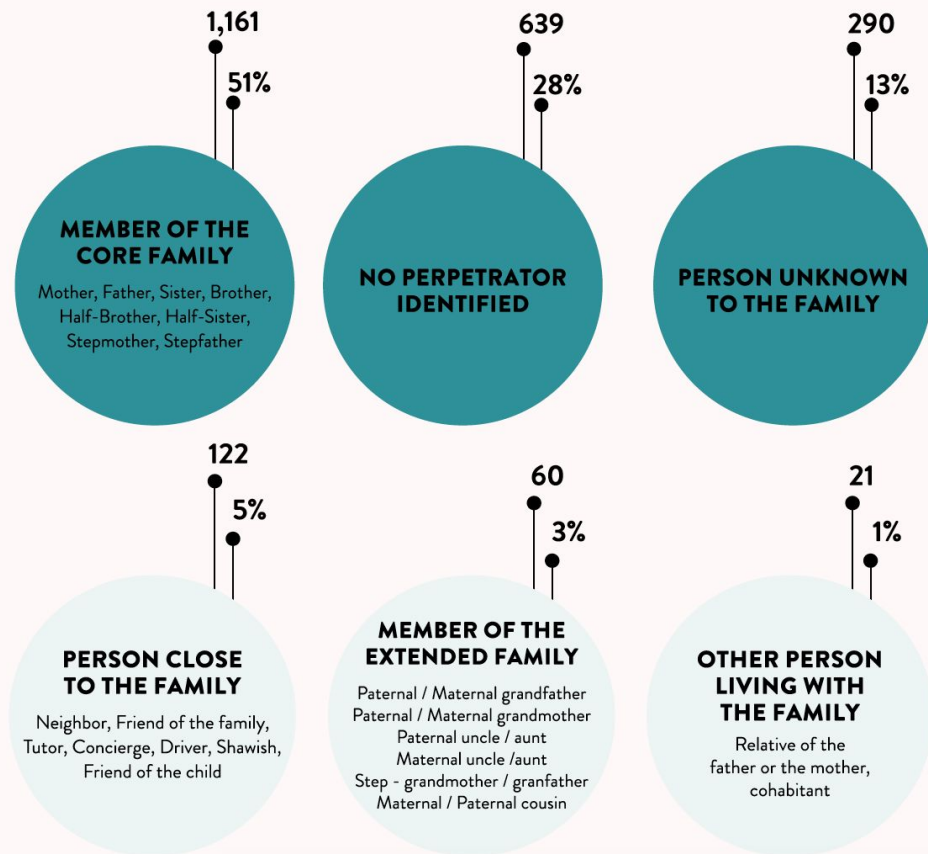 1,161
51%
MEMBER OF THE
CORE FAMILY
Mother, Father, Sister, Brother,
Half-Brother, Half-Sister,
Stepmother, Stepfather
639
28%
NO PERPETRATOR
IDENTIFIED
290
13%
PERSON UNKNOWN
TO THE FAMILY
122
5%
PERSON CLOSE
TO THE FAMILY
Neighbor, Friend of the family,
Tutor, Concierge, Driver, Shawish,
Friend of the child
60
3%
MEMBER OF THE
EXTENDED FAMILY
Paternal / Maternal grandfather
Paternal / Maternal grandmother
Paternal uncle / aunt
Maternal uncle /aunt
Step - grandmother / granfather
Maternal / Paternal cousin
21
1%
OTHER PERSON
LIVING WITH
THE FAMILY
Relative of the
father or the mother,
cohabitant